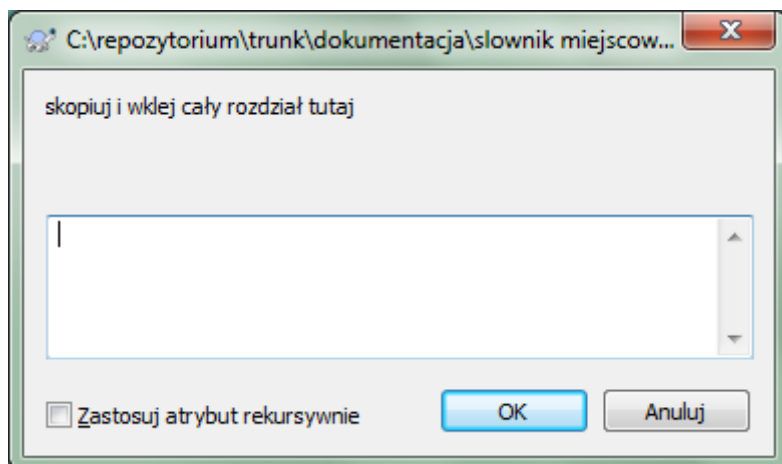 C:\repozytorium\trunk\dokumentacja\slownik miejscow...
skopiuj i wklej cały rozdział tutaj
Zastosuj atrybut rekursywnie
OK
Anuluj